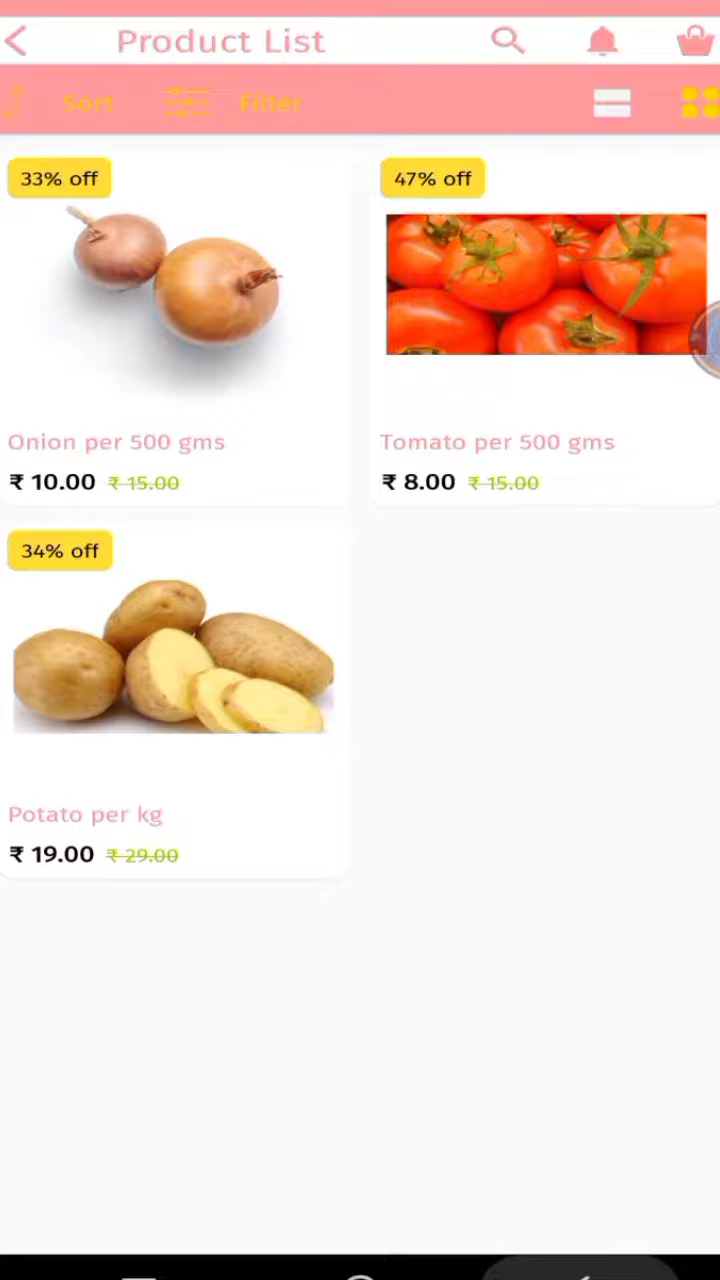 Product List
Sort Filter
33% off
47% off
Onion per 500 gms
₹ 10.00 ₹ 15.00
Tomato per 500 gms
₹ 8.00 ₹ 15.00
34% off
Potato per kg
₹ 19.00 ₹ 29.00